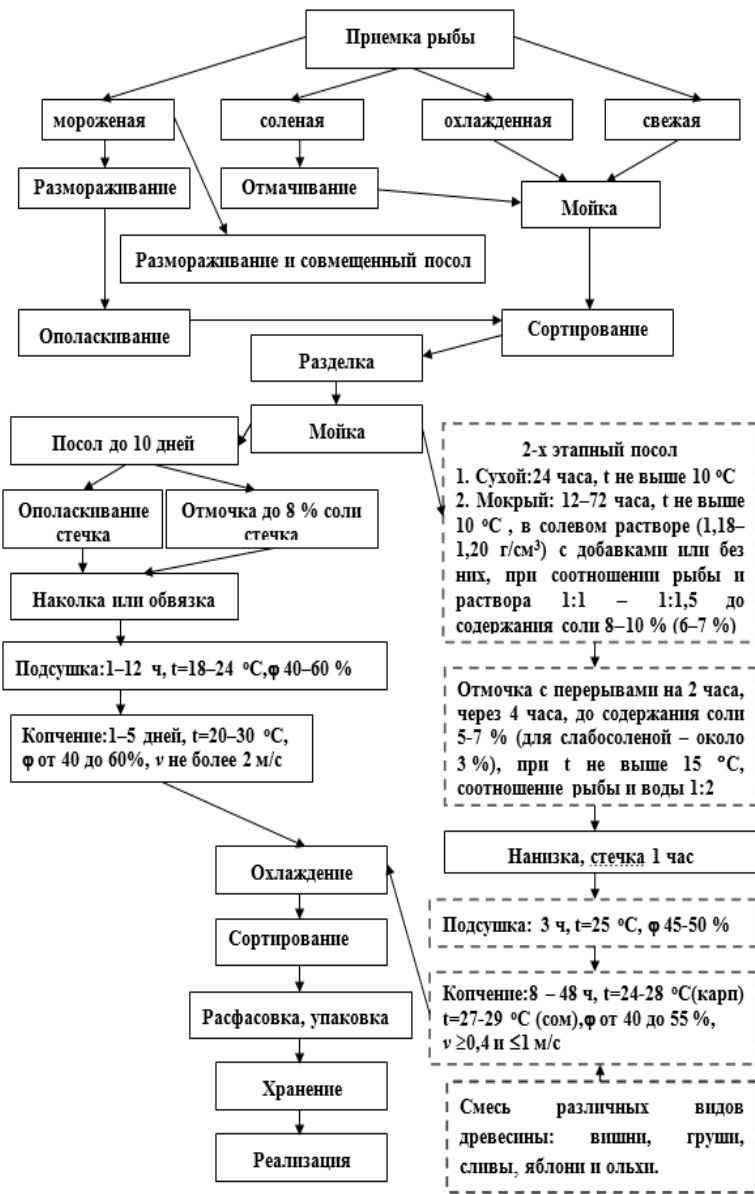 Приемка рыбы
мороженая
соленая
охлажденная
свежая
Размораживание
Отмачивание
Мойка
Размораживание и совмещенный посол
Ополаскивание
Сортирование
Разделка
Мойка
Посол до 10 дней
Ополаскивание
стечка
Отмочка до 8 % соли
стечка
Наколка или обвязка
Подсушка:1–12 ч, t=18–24 ºС,φ 40–60 %
Копчение:1–5 дней, t=20–30 ºС,
φ от 40 до 60%, v не более 2 м/с
2-х этапный посол
1. Сухой:24 часа, t не выше 10 ºС
2. Мокрый: 12–72 часа, t не выше
10 ºС , в солевом растворе (1,18–
1,20 г/см³) с добавками или без
них, при соотношении рыбы и
раствора 1:1 – 1:1,5 до
содержания соли 8–10 % (6–7 %)
Отмочка с перерывами на 2 часа,
через 4 часа, до содержания соли
5-7 % (для слабосоленой – около
3 %), при t не выше 15 °С,
соотношение рыбы и воды 1:2
Нанизка, стечка 1 час
Подсушка: 3 ч, t=25 ºС, φ 45-50 %
Копчение:8 – 48 ч, t=24-28 ºС(карп)
t=27-29 ºС (сом),φ от 40 до 55 %,
v ≥0,4 и ≤1 м/с
Смесь различных видов
древесины: вишни, груши,
сливы, яблони и ольхи.
Охлаждение
Сортирование
Расфасовка, упаковка
Хранение
Реализация